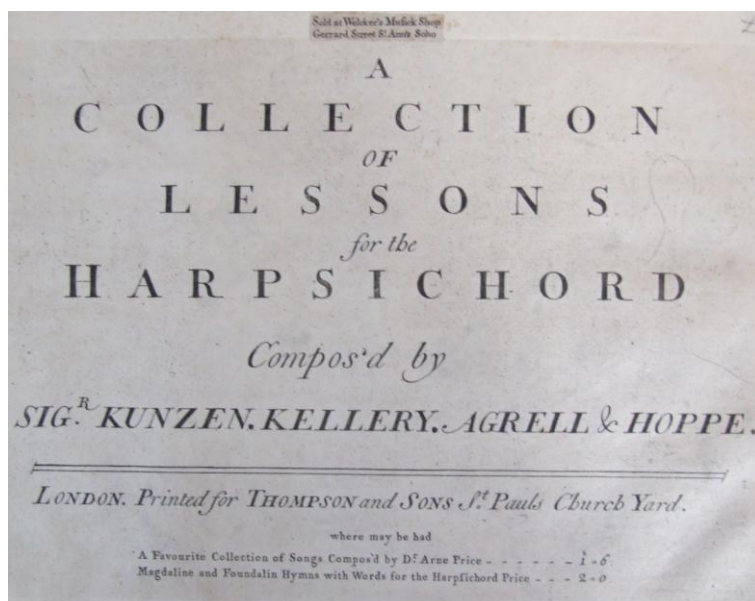 Sold at Welcker's Musick Shop
Gerrard Street St. Ann's Soho
A
COLLECTION
OF
LESSONS
for the
HARPSICHORD
Compos'd by
SIG.R KUNZEN. KELLERY. AGRELL & HOPPE.
LONDON. Printed for THOMPSON and SONS St. Pauls Church Yard.
where may be had
A Favourite Collection of Songs Compos'd by Dr. Arne Price - - - - - - 1 - 6
Magdaline and Foundalin Hymns with Words for the Harpsichord Price - - - 2 - 0